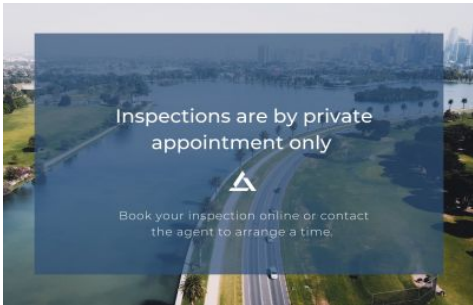 Inspections are by private
appointment only
Book your inspection online or contact
the agent to arrange a time.